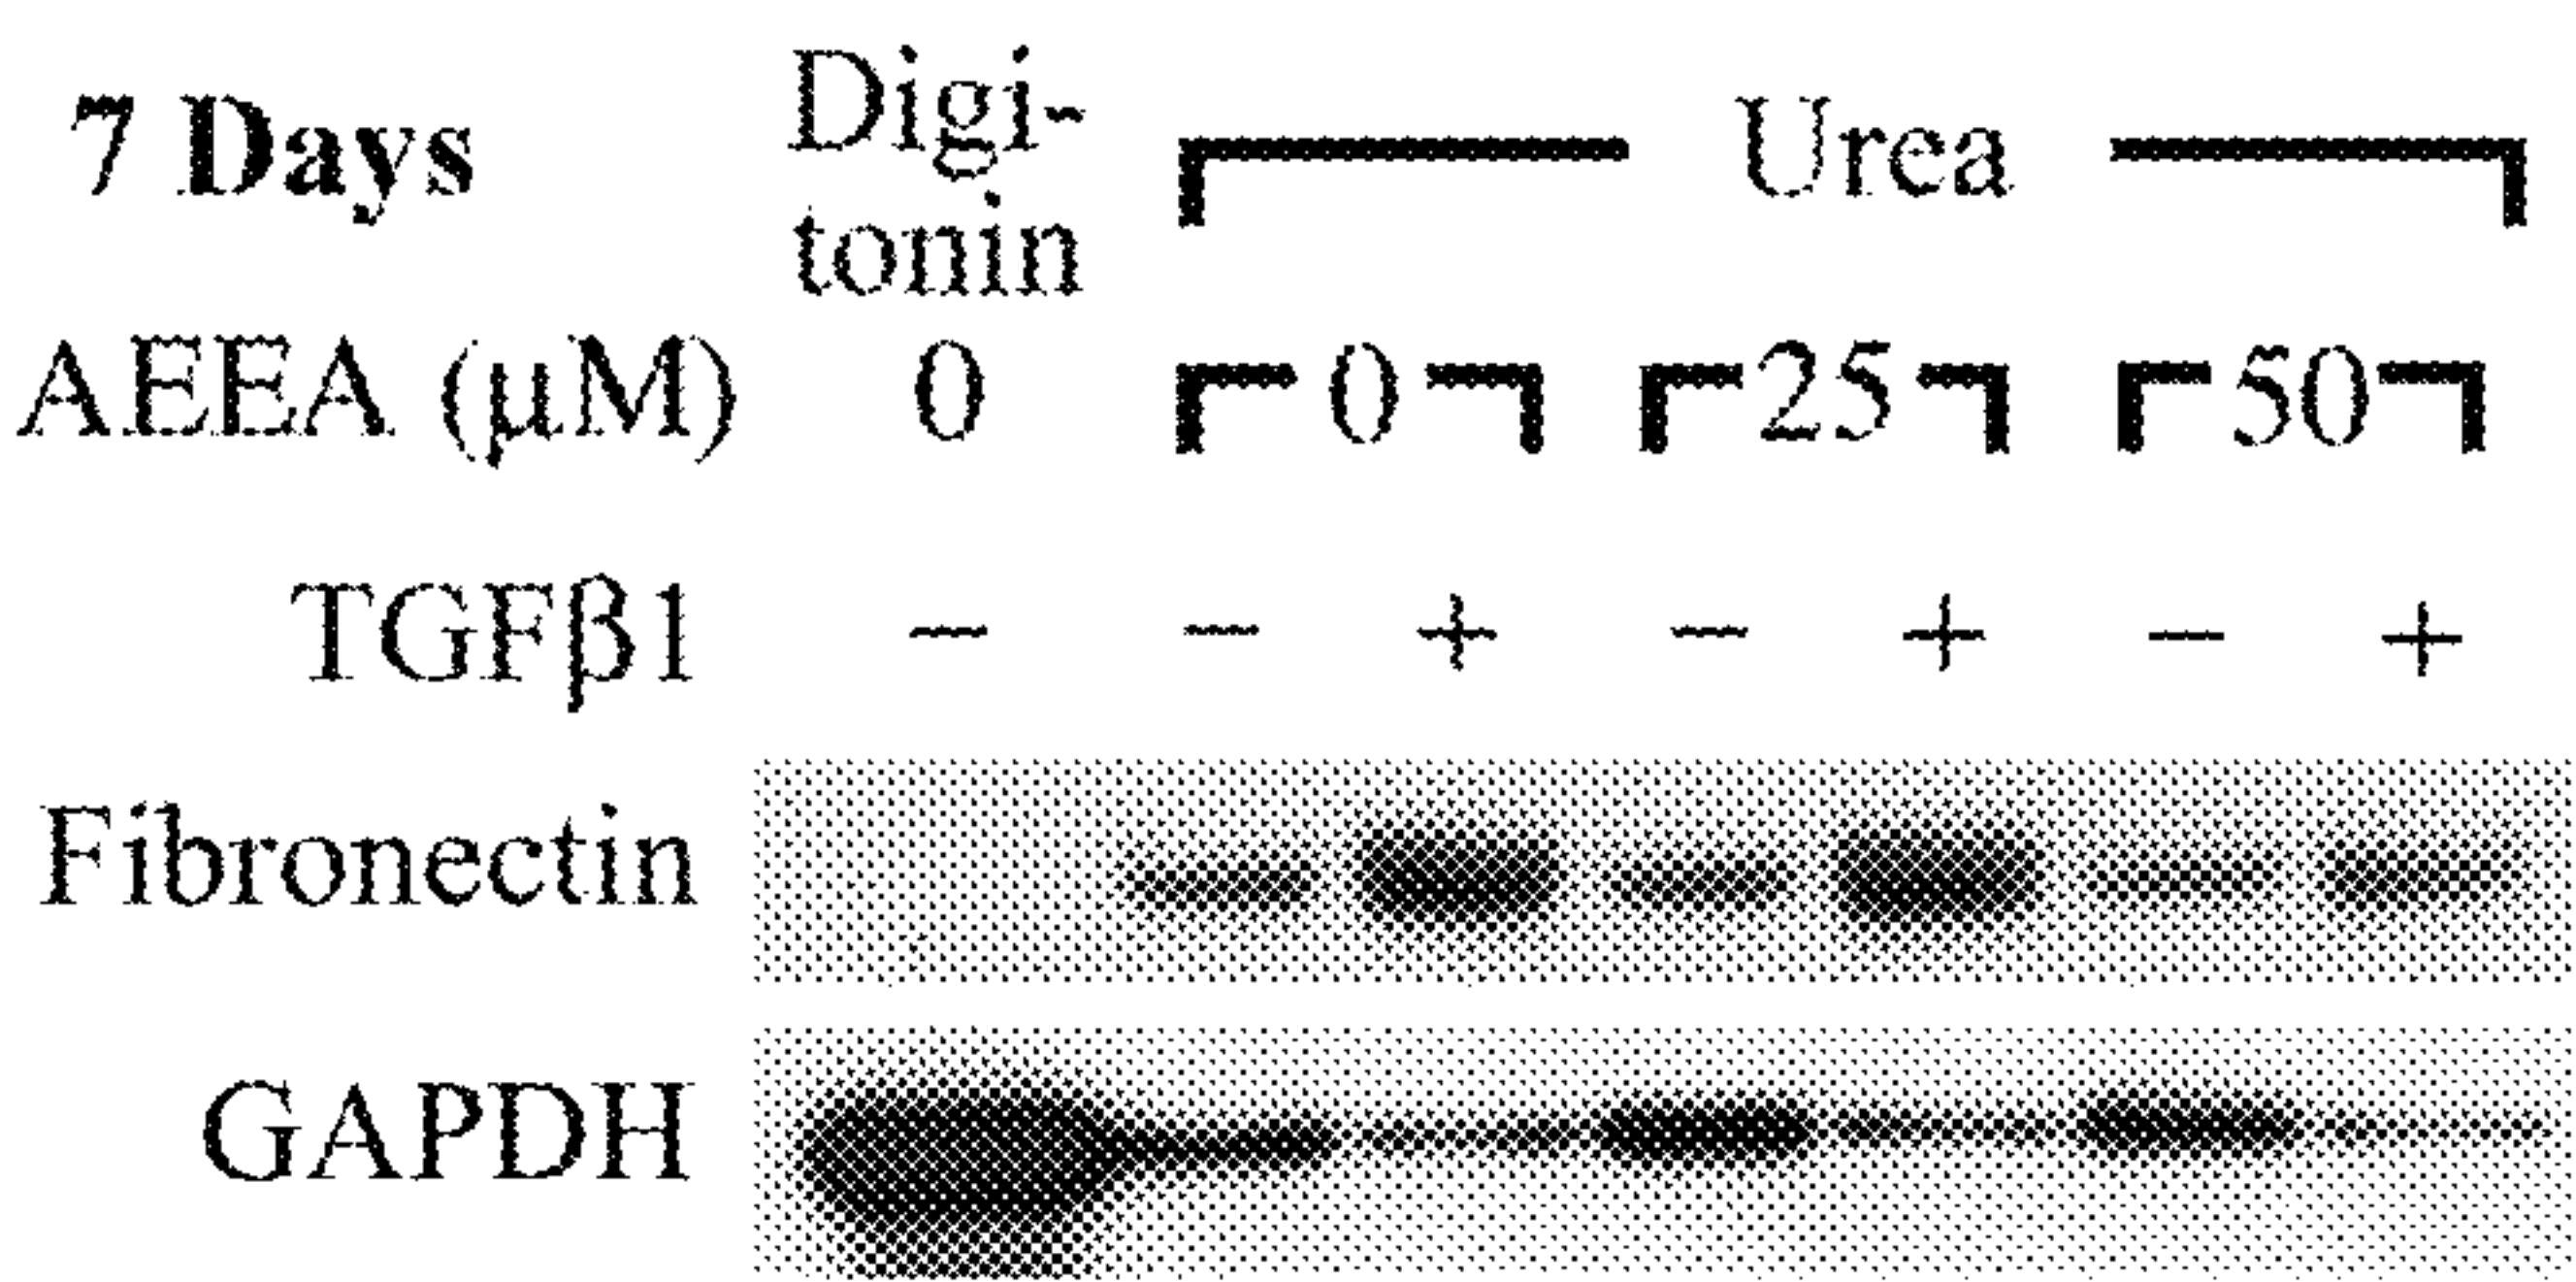 7 Days Digi-tonin Urea
AEEA (μM) 0 0 25 50
TGFβ1 − − + − + − +
Fibronectin
GAPDH